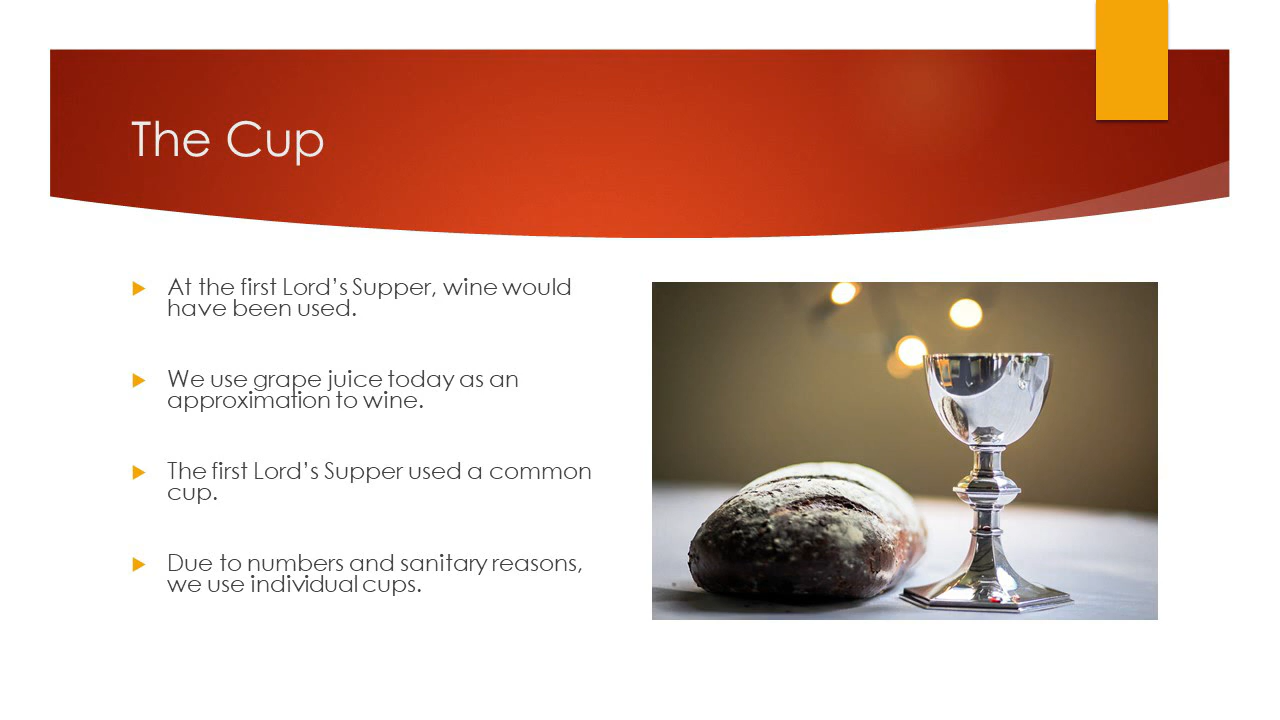 The Cup
At the first Lord’s Supper, wine would
have been used.
We use grape juice today as an
approximation to wine.
The first Lord’s Supper used a common
cup.
Due to numbers and sanitary reasons,
we use individual cups.